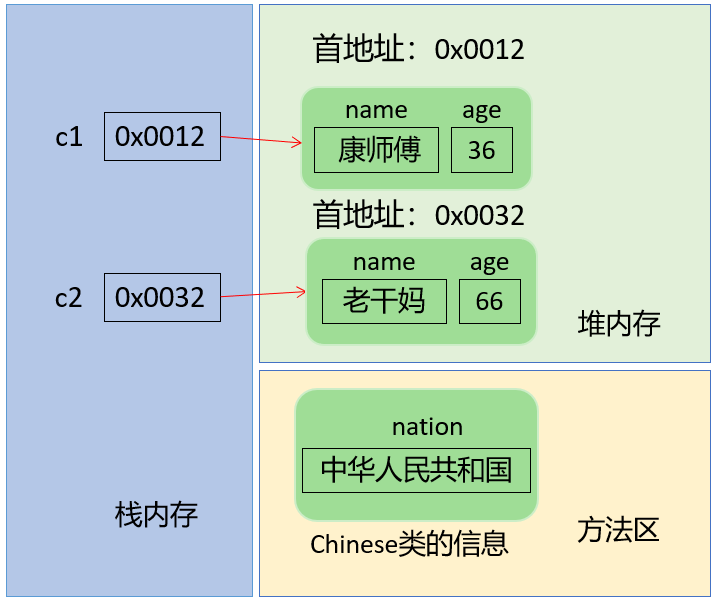 首地址：0x0012
name age
c1 0x0012 康师傅 36
首地址：0x0032
name age
c2 0x0032 老干妈 66
堆内存
nation
中华人民共和国
栈内存
方法区
Chinese类的信息